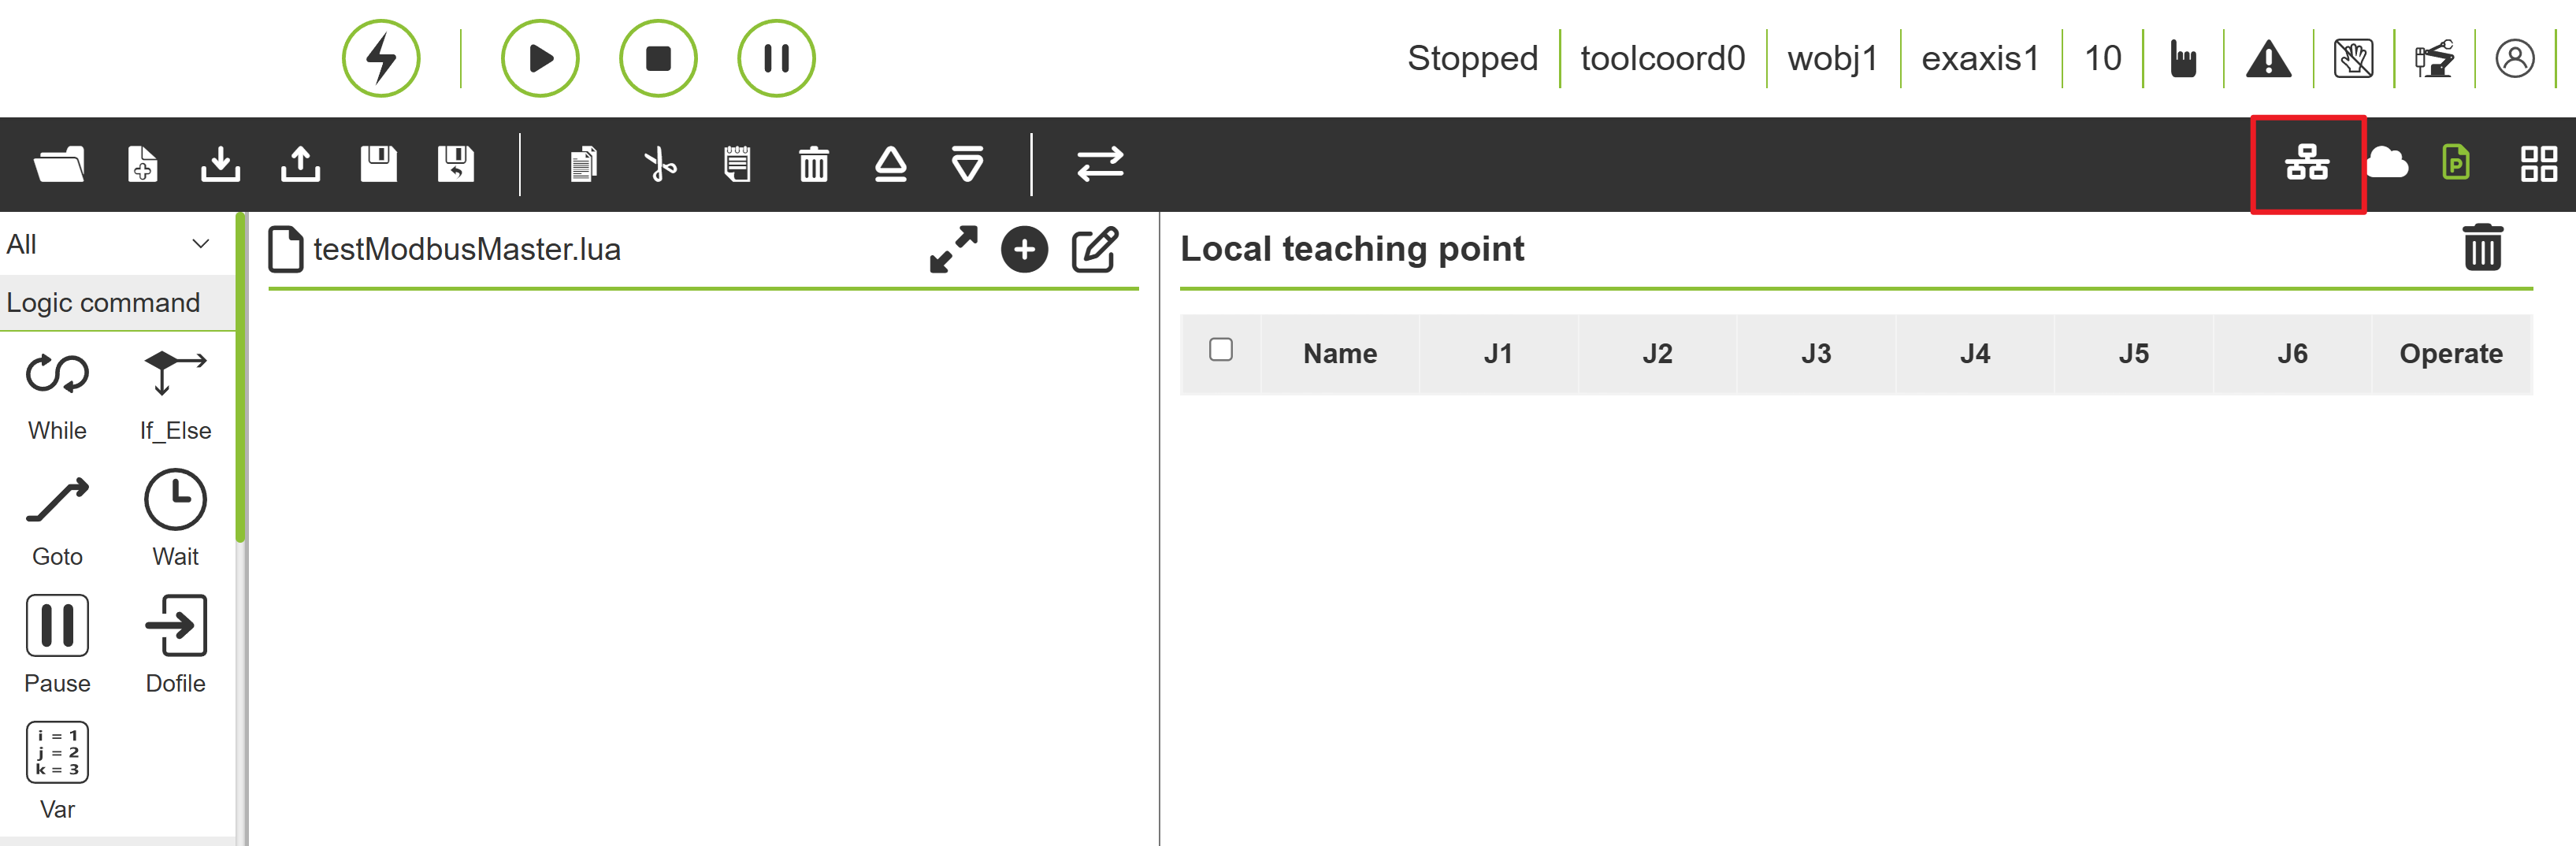 Stopped toolcoord0 wobj1 exaxis1 10
P
All
testModbusMaster.lua
Local teaching point
Logic command
Name J1 J2 J3 J4 J5 J6 Operate
While If_Else
Goto Wait
Pause Dofile
i = 1
j = 2
k = 3
Var